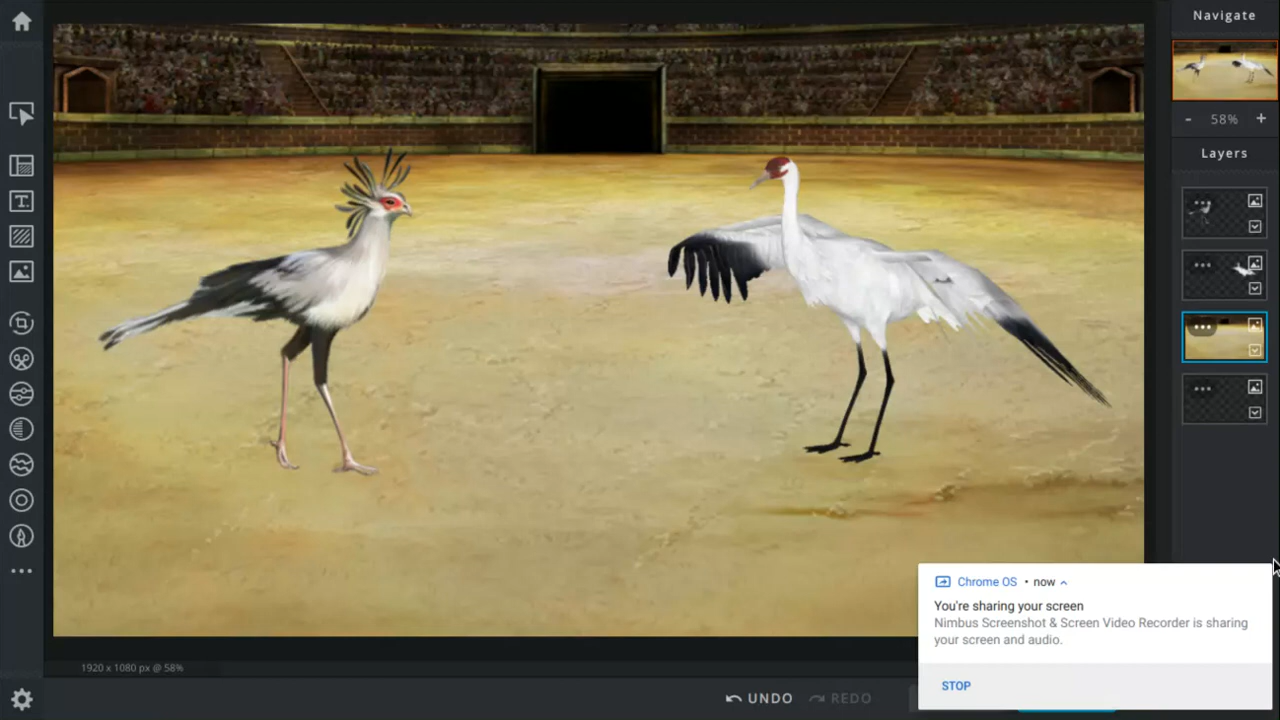 Navigate
- 58% +
Layers
Chrome OS • now
You're sharing your screen
Nimbus Screenshot & Screen Video Recorder is sharing
your screen and audio.
STOP
1920 x 1080 px @ 58%
UNDO REDO